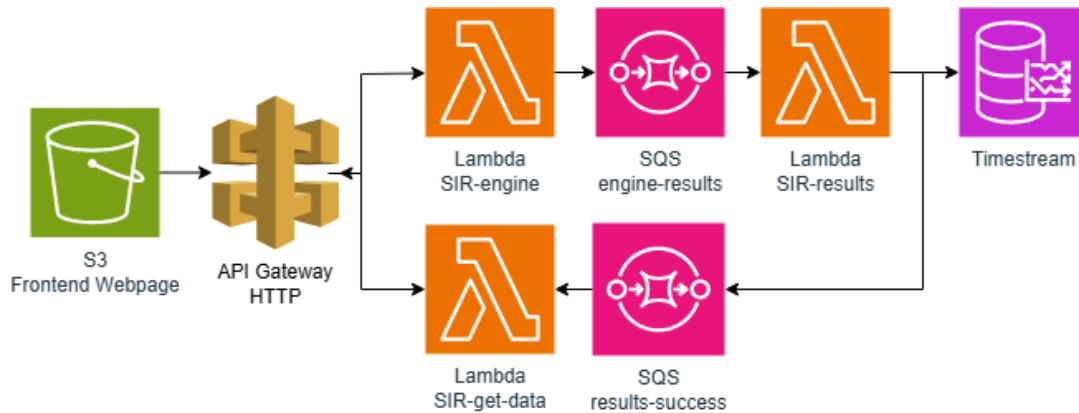 Lambda
SIR-engine
SQS
engine-results
Lambda
SIR-results
Timestream
S3
Frontend Webpage
API Gateway
HTTP
Lambda
SIR-get-data
SQS
results-success